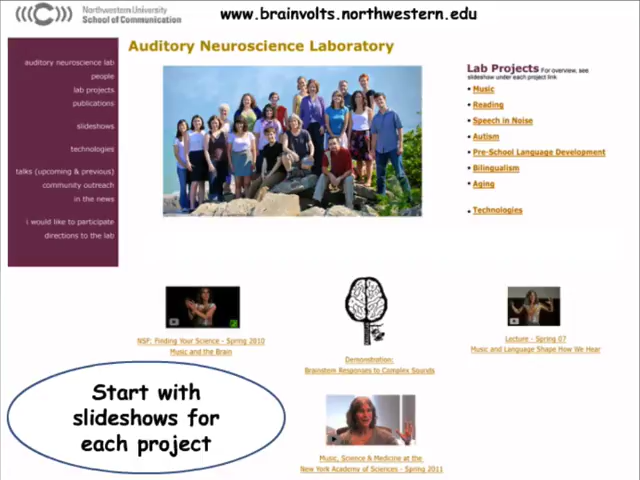 Northwestern University
School of Communication
www.brainvolts.northwestern.edu
Auditory Neuroscience Laboratory
auditory neuroscience lab
people
lab projects
publications
slideshows
technologies
talks (upcoming & previous)
community outreach
in the news
i would like to participate
directions to the lab
Lab Projects For overview, see
slideshow under each project link
• Music
• Reading
• Speech in Noise
• Autism
• Pre-School Language Development
• Bilingualism
• Aging
• Technologies
NSF: Finding Your Science - Spring 2010
Music and the Brain
Demonstration:
Brainstem Responses to Complex Sounds
Lecture - Spring 07
Music and Language Shape How We Hear
Start with
slideshows for
each project
Music, Science & Medicine at the
New York Academy of Sciences - Spring 2011